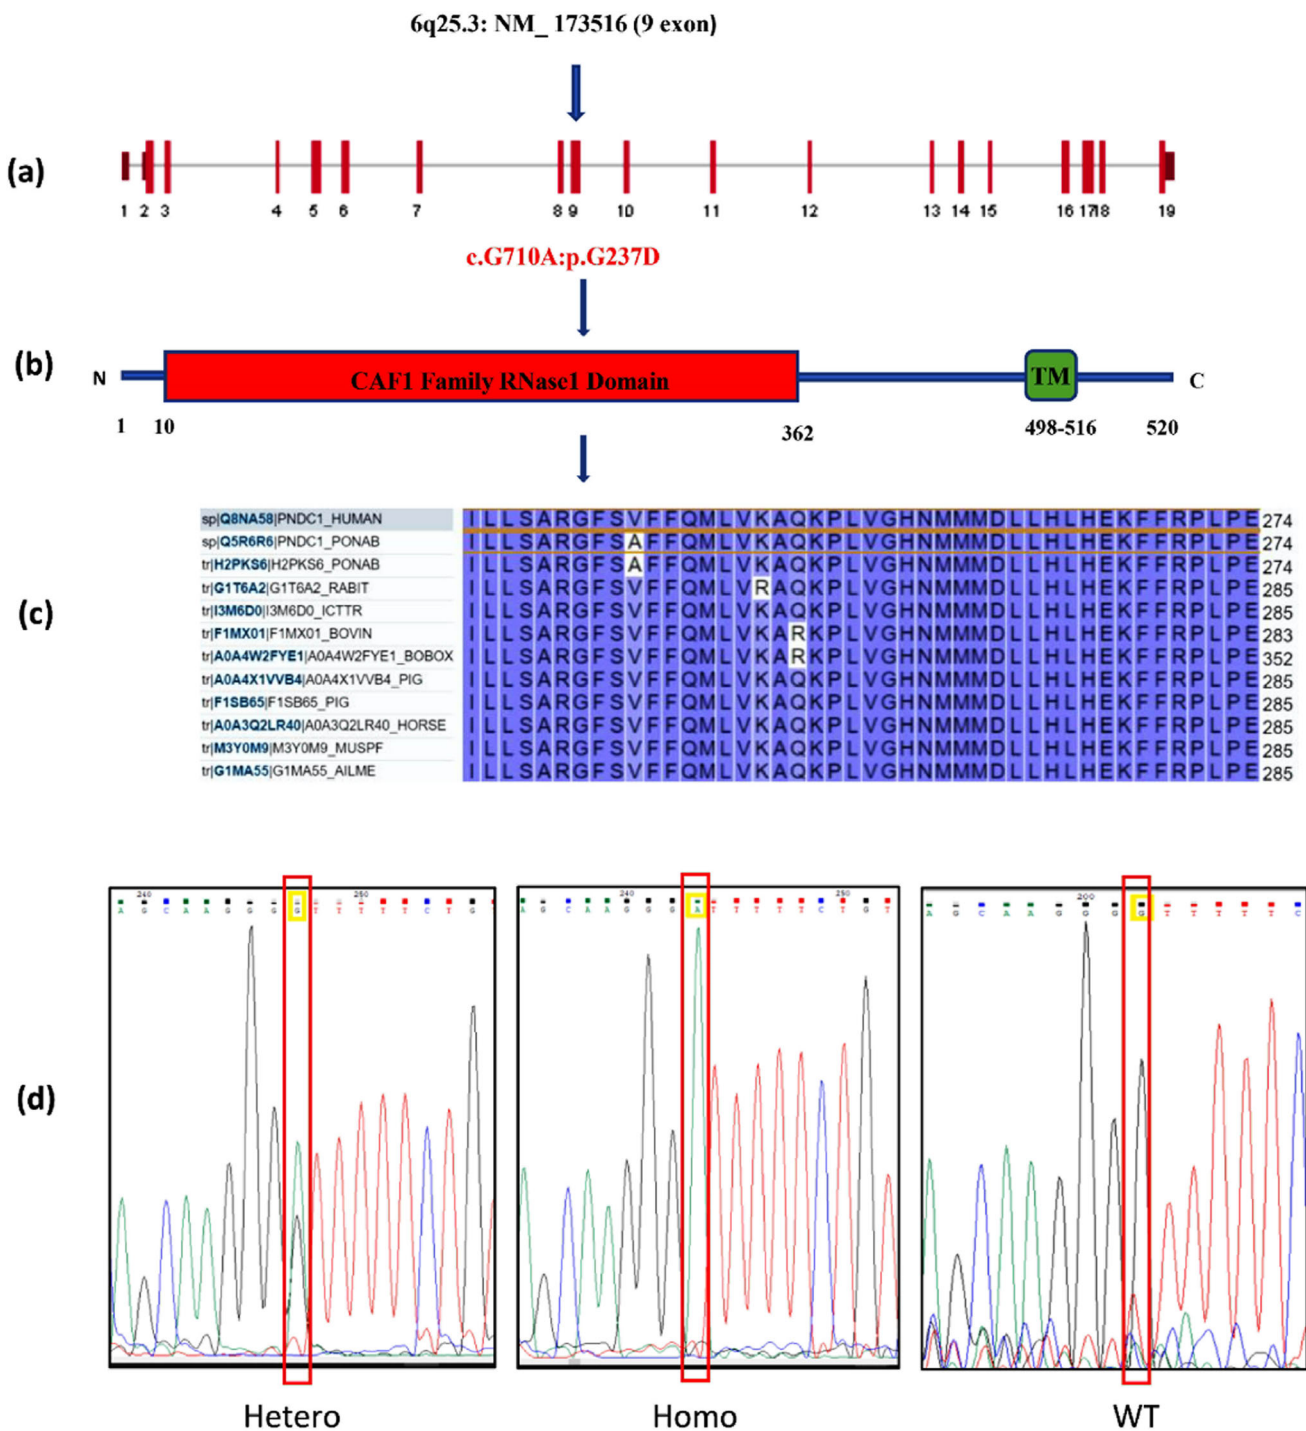 6q25.3: NM_ 173516 (9 exon)
(a)
1 2 3 4 5 6 7 8 9 10 11 12 13 14 15 16 17 18 19
c.G710A:p.G237D
(b)
N CAF1 Family RNase1 Domain TM C
1 10 362 498-516 520
(c)
sp|Q8NA58|PNDC1_HUMAN ILLSARGFSVFFQMLVKAQKPLVGHNMMMDLLHLHEKFFRPLPE 274
sp|Q5R6R6|PNDC1_PONAB ILLSARGFSAFFQMLVKAQKPLVGHNMMMDLLHLHEKFFRPLPE 274
tr|H2PKS6|H2PKS6_PONAB ILLSARGFSAFFQMLVKAQKPLVGHNMMMDLLHLHEKFFRPLPE 274
tr|G1T6A2|G1T6A2_RABIT ILLSARGFSVFFQMLVRAQKPLVGHNMMMDLLHLHEKFFRPLPE 285
tr|I3M6D0|I3M6D0_ICTTR ILLSARGFSVFFQMLVKAQKPLVGHNMMMDLLHLHEKFFRPLPE 285
tr|F1MX01|F1MX01_BOVIN ILLSARGFSVFFQMLVKARKPLVGHNMMMDLLHLHEKFFRPLPE 283
tr|A0A4W2FYE1|A0A4W2FYE1_BOBOX ILLSARGFSVFFQMLVKARKPLVGHNMMMDLLHLHEKFFRPLPE 352
tr|A0A4X1VVB4|A0A4X1VVB4_PIG ILLSARGFSVFFQMLVKAQKPLVGHNMMMDLLHLHEKFFRPLPE 285
tr|F1SB65|F1SB65_PIG ILLSARGFSVFFQMLVKAQKPLVGHNMMMDLLHLHEKFFRPLPE 285
tr|A0A3Q2LR40|A0A3Q2LR40_HORSE ILLSARGFSVFFQMLVKAQKPLVGHNMMMDLLHLHEKFFRPLPE 285
tr|M3Y0M9|M3Y0M9_MUSPF ILLSARGFSVFFQMLVKAQKPLVGHNMMMDLLHLHEKFFRPLPE 285
tr|G1MA55|G1MA55_AILME ILLSARGFSVFFQMLVKAQKPLVGHNMMMDLLHLHEKFFRPLPE 285
(d)
240 250
A G C A A G G G G T T T T T C T G
240 250
A G C A A G G G A T T T T T C T G T
200
A G C A A G G G G T T T T T C
Hetero Homo WT